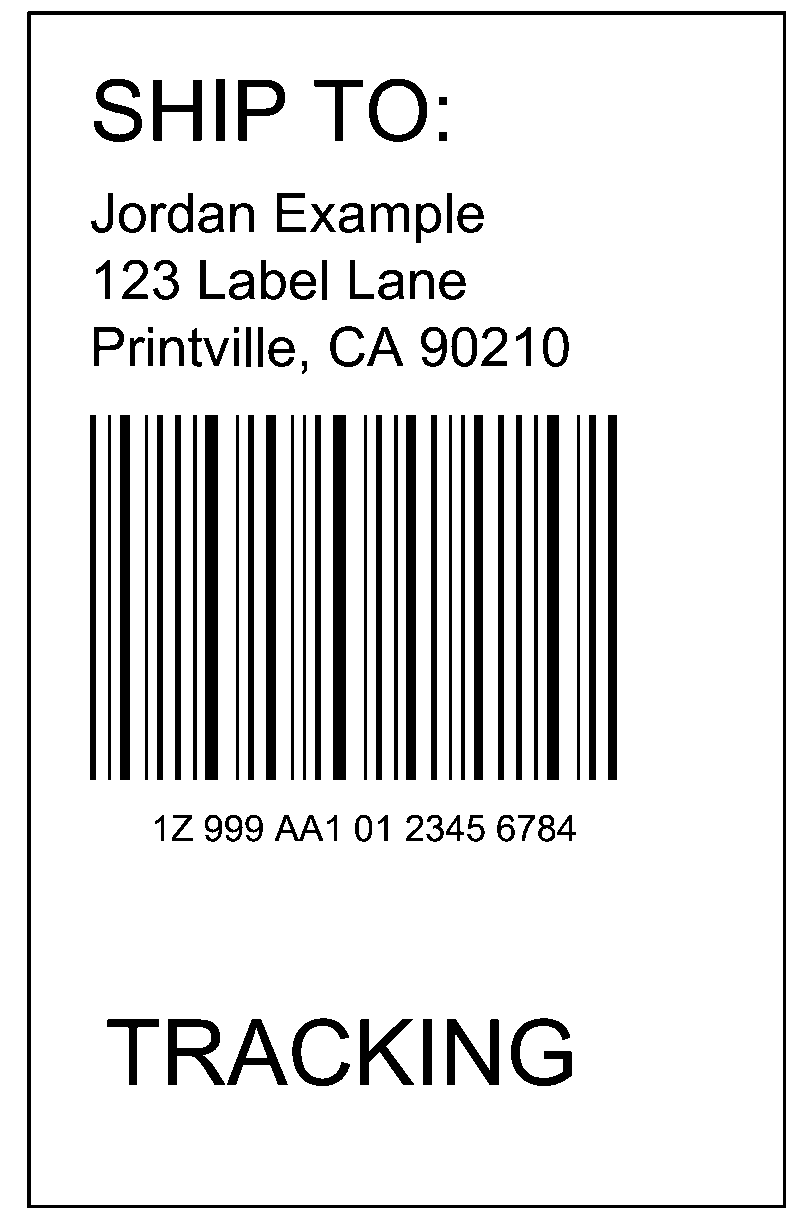 SHIP TO:
Jordan Example
123 Label Lane
Printville, CA 90210
1Z 999 AA1 01 2345 6784
TRACKING